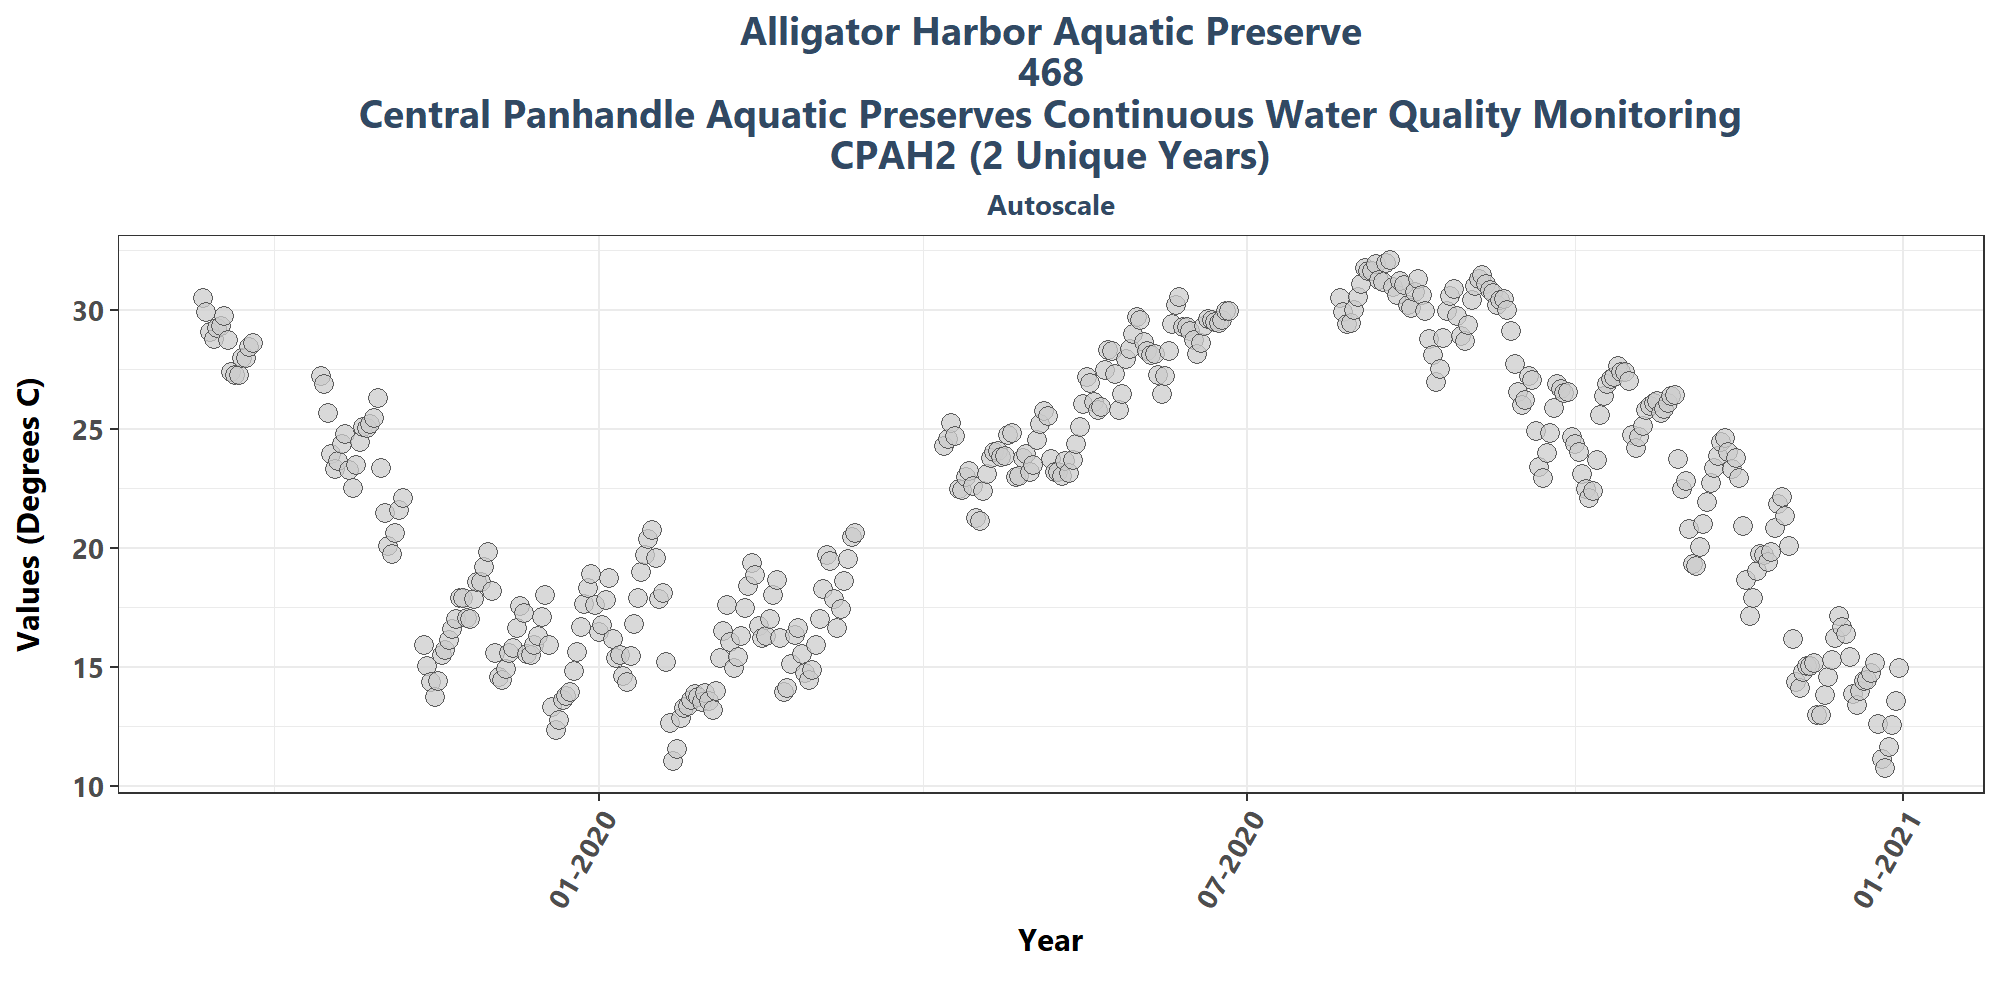 Alligator Harbor Aquatic Preserve
468
Central Panhandle Aquatic Preserves Continuous Water Quality Monitoring
CPAH2 (2 Unique Years)
Autoscale
Values (Degrees C)
30
25
20
15
10
01-2020
07-2020
01-2021
Year